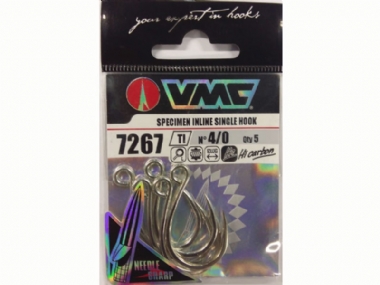 your expert in hooks
VMC
SPECIMEN INLINE SINGLE HOOK
7267 TI N° 4/0 Qty 5
Hi carbon
NEEDLE
SHARP